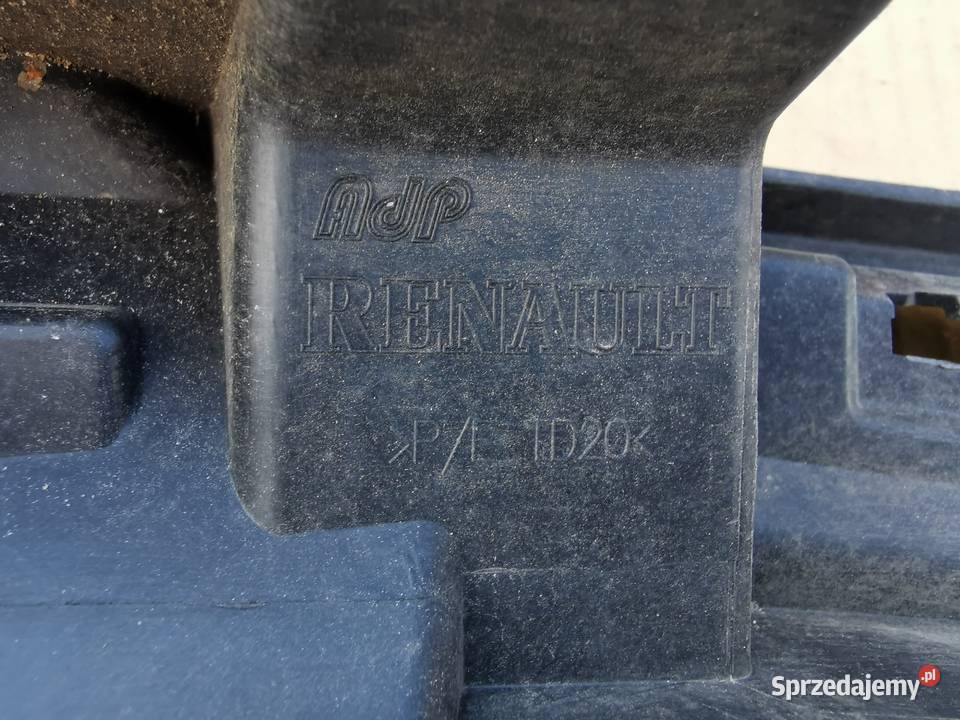 AdP
RENAULT
>P/E 1D20<
Sprzedajemy.pl